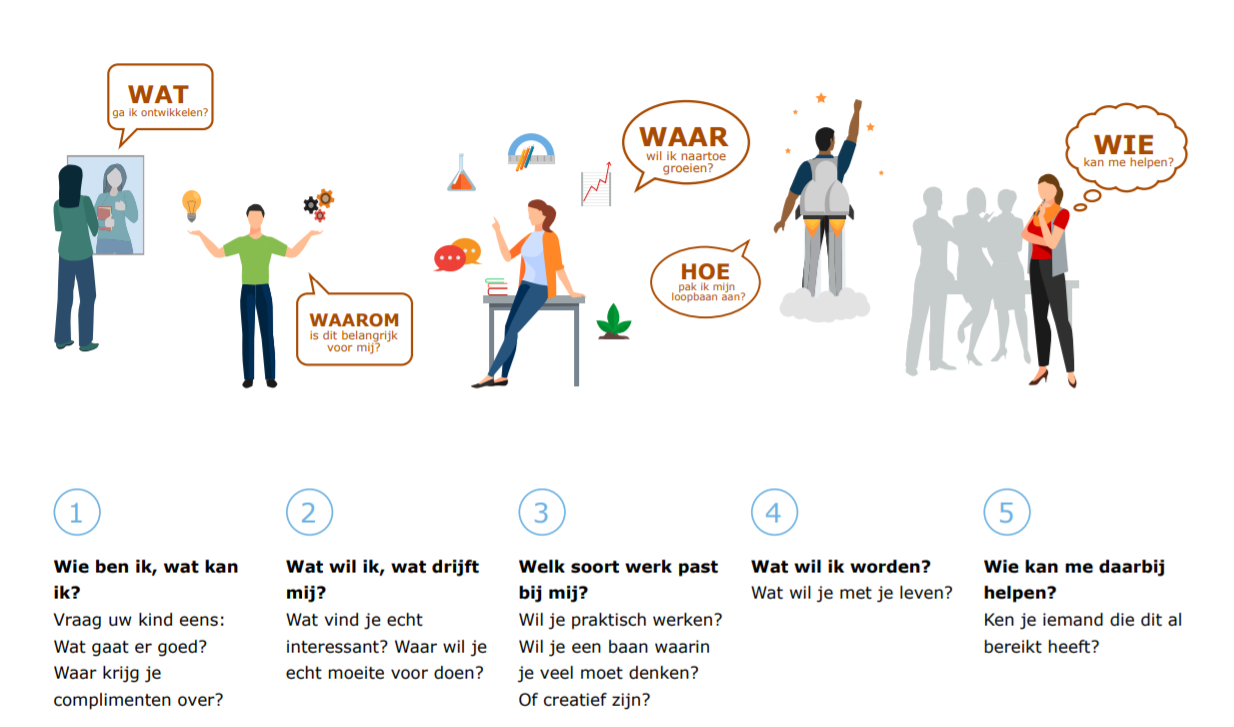 WAT
ga ik ontwikkelen?
WAAROM
is dit belangrijk
voor mij?
WAAR
wil ik naartoe
groeien?
HOE
pak ik mijn
loopbaan aan?
WIE
kan me helpen?
1
Wie ben ik, wat kan
ik?
Vraag uw kind eens:
Wat gaat er goed?
Waar krijg je
complimenten over?
2
Wat wil ik, wat drijft
mij?
Wat vind je echt
interessant? Waar wil je
echt moeite voor doen?
3
Welk soort werk past
bij mij?
Wil je praktisch werken?
Wil je een baan waarin
je veel moet denken?
Of creatief zijn?
4
Wat wil ik worden?
Wat wil je met je leven?
5
Wie kan me daarbij
helpen?
Ken je iemand die dit al
bereikt heeft?